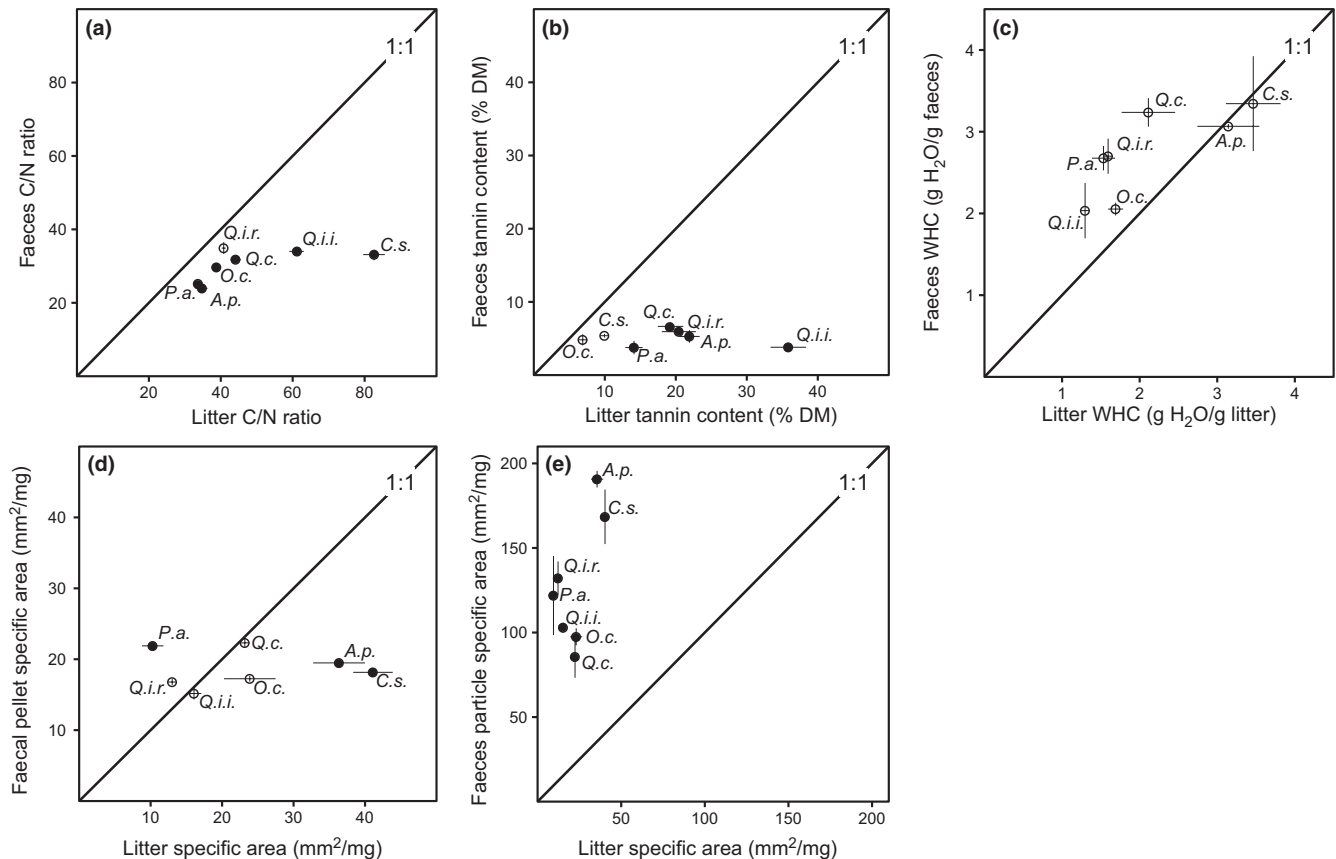 (a)
1:1
80
60
40
20
Faeces C/N ratio
Q.i.r.
Q.i.i.
C.s.
Q.c.
O.c.
P.a.
A.p.
20
40
60
80
Litter C/N ratio
(b)
1:1
40
30
20
10
Faeces tannin content (% DM)
Q.c.
C.s.
Q.i.r.
O.c.
P.a.
A.p.
Q.i.i.
10
20
30
40
Litter tannin content (% DM)
(c)
1:1
4
3
2
1
Faeces WHC (g H2O/g faeces)
Q.c.
C.s.
Q.i.r.
A.p.
P.a.
O.c.
Q.i.i.
1
2
3
4
Litter WHC (g H2O/g litter)
(d)
1:1
40
30
20
10
Faecal pellet specific area (mm2/mg)
P.a.
Q.c.
A.p.
Q.i.r.
Q.i.i.
O.c.
C.s.
10
20
30
40
Litter specific area (mm2/mg)
(e)
1:1
200
150
100
50
Faeces particle specific area (mm2/mg)
A.p.
C.s.
Q.i.r.
P.a.
Q.i.i.
O.c.
Q.c.
50
100
150
200
Litter specific area (mm2/mg)